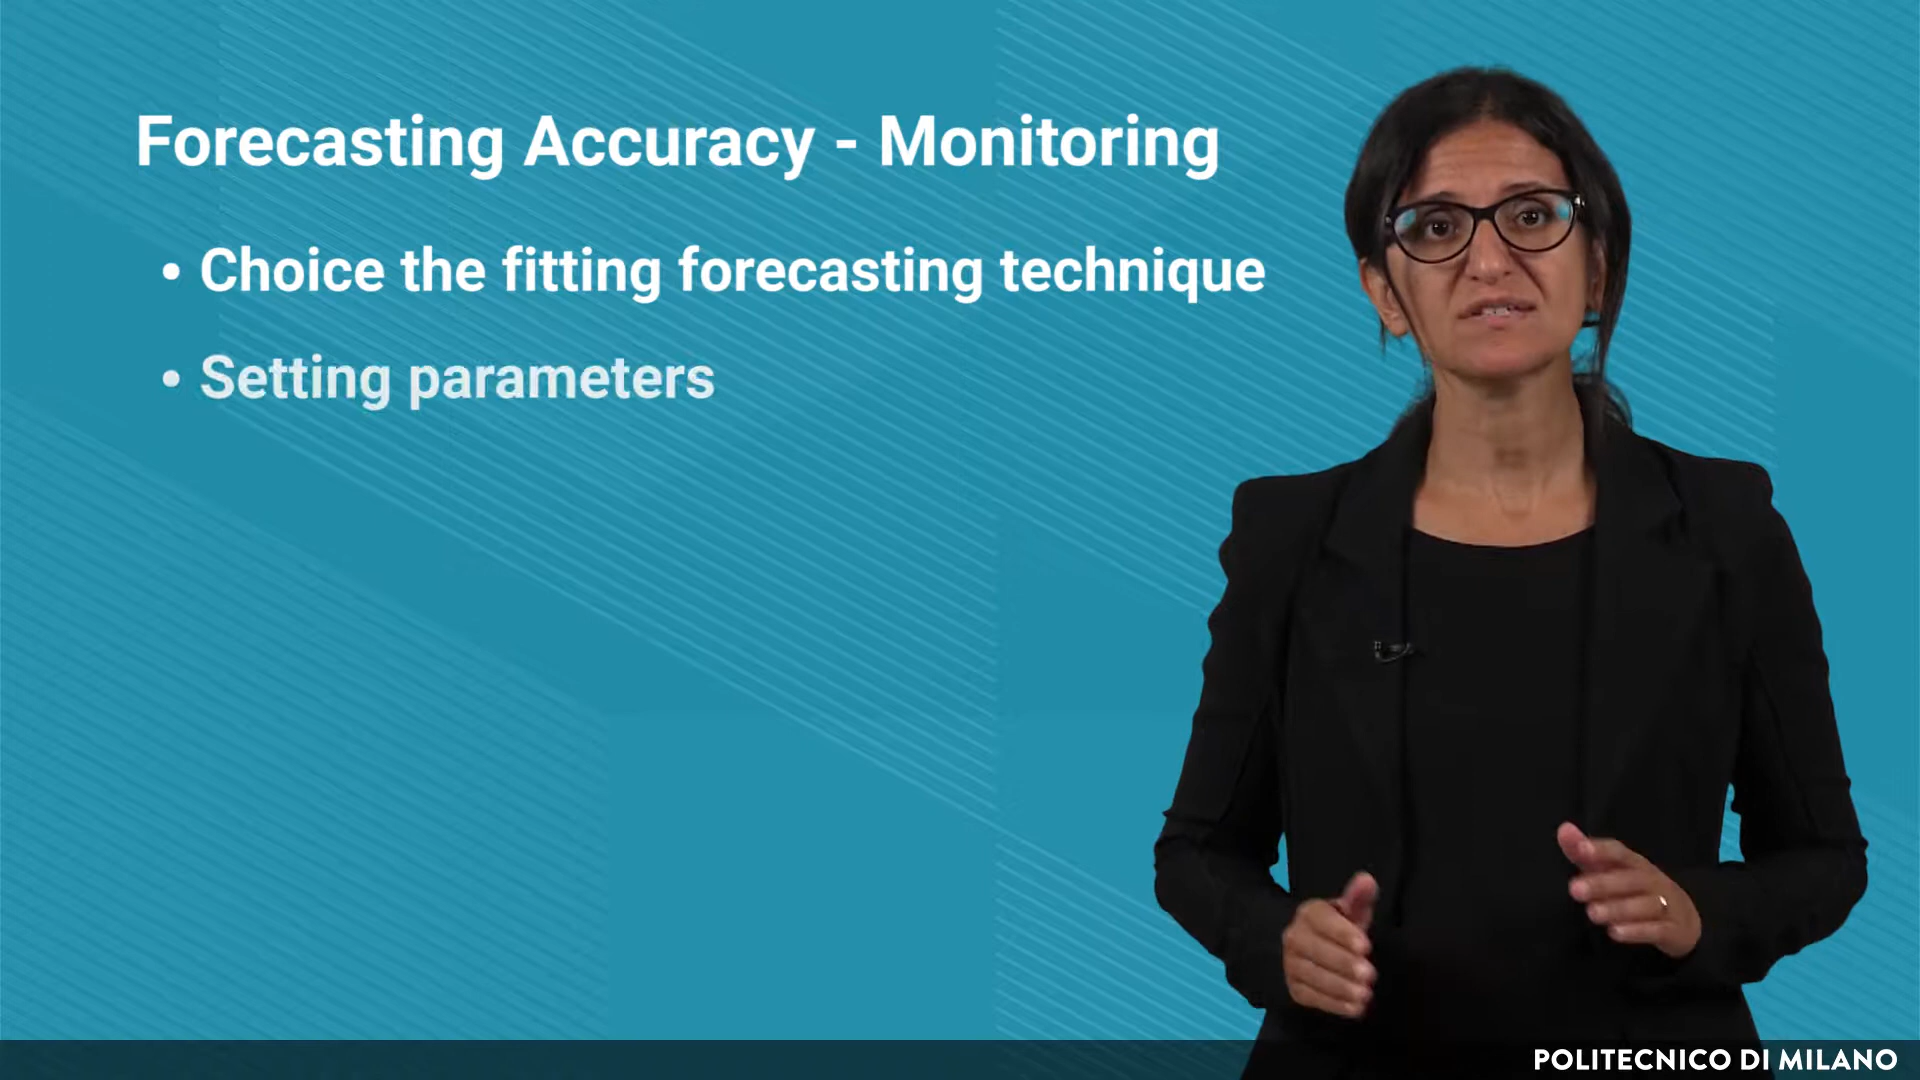 Forecasting Accuracy - Monitoring
• Choice the fitting forecasting technique
• Setting parameters
POLITECNICO DI MILANO